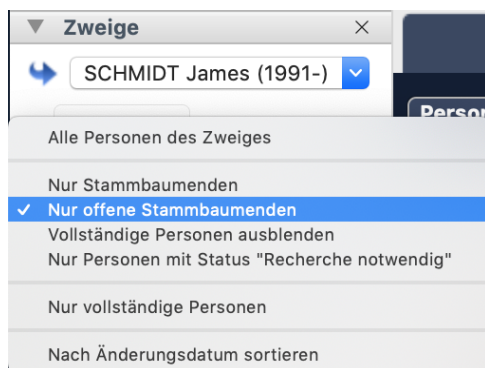 Zweige
SCHMIDT James (1991-)
Person
Alle Personen des Zweiges
Nur Stammbaumenden
Nur offene Stammbaumenden
Vollständige Personen ausblenden
Nur Personen mit Status "Recherche notwendig"
Nur vollständige Personen
Nach Änderungsdatum sortieren